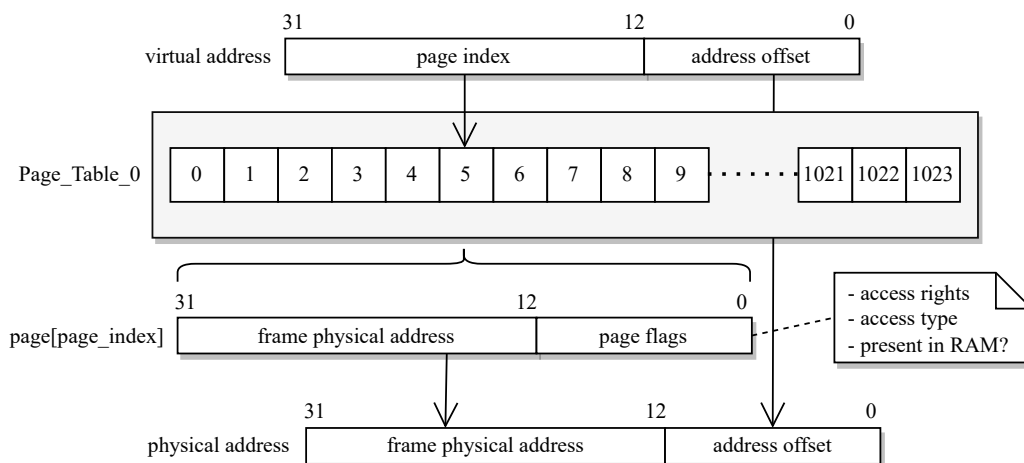 31 12 0
virtual address page index address offset
Page_Table_0 0 1 2 3 4 5 6 7 8 9 1021 1022 1023
31 12 0
page[page_index] frame physical address page flags
- access rights
- access type
- present in RAM?
31 12 0
physical address frame physical address address offset